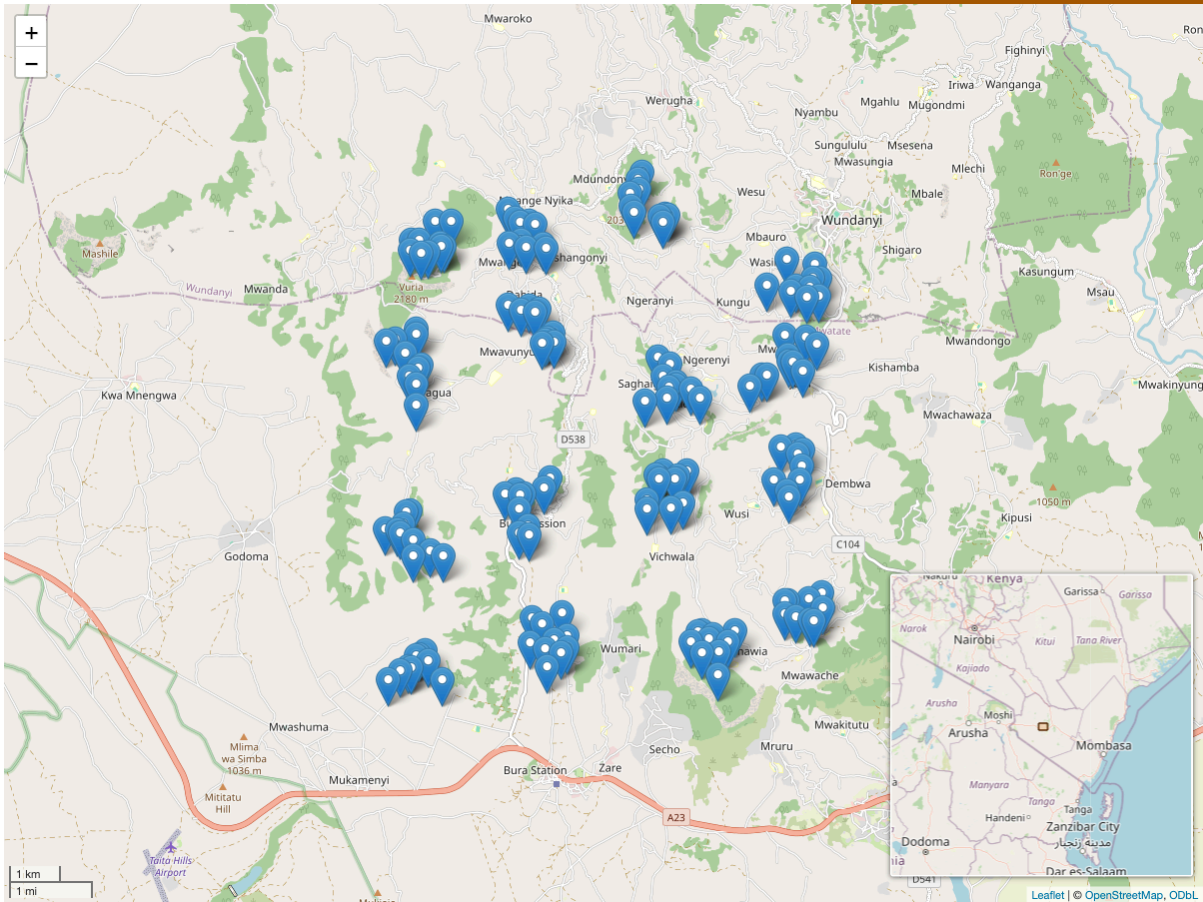 +
−
Mwaroko
Fighinyi
Iriwa
Wanganga
Werugha
Mgahlu
Mugondmi
Nyambu
Sungululu
Msesena
Mwasungia
Mlechi
Ron ge
Wesu
Mbale
Wundanyi
Mbauro
Shigaro
Mashile
Wundanyi
Mwanda
Vuria
2180 m
Kasungum
Msau
Ngeranyi
Kungu
Mwandongo
Ngerenyi
Kishamba
Mwakinyung
Kwa Mnengwa
Mwachawaza
D538
Dembwa
1050 m
Wusi
Kipusi
Godoma
Vichwala
C104
Wumari
Mwawache
Mwashuma
Mwakitutu
Mlima
wa Simba
1036 m
Secho
Mruru
Mukamenyi
Bura Station
Zare
Mititatu
Hill
A23
Taita Hills
Airport
D541
1 km
1 mi
Kenya
Garissa
Garissa
Narok
Nairobi
Kitui
Tana River
Kajiado
Arusha
Moshi
Arusha
Mombasa
Manyara
Tanga
Tanga
Handeni
Zanzibar City
مدينة زنجبار
Dodoma
Dar es-Salaam
Leaflet | © OpenStreetMap, ODbL